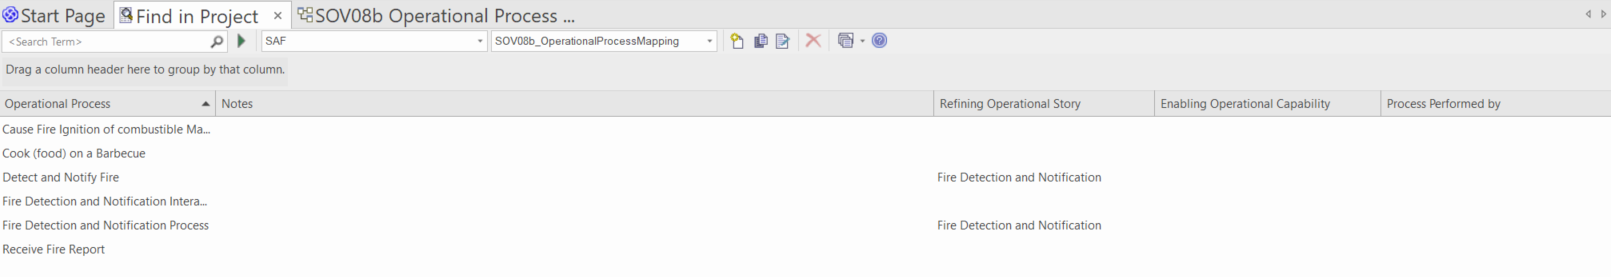 Start Page Find in Project × SOV08b Operational Process ...
<Search Term> SAF SOV08b_OperationalProcessMapping
Drag a column header here to group by that column.
Operational Process Notes Refining Operational Story Enabling Operational Capability Process Performed by
Cause Fire Ignition of combustible Ma...
Cook (food) on a Barbecue
Detect and Notify Fire Fire Detection and Notification
Fire Detection and Notification Intera...
Fire Detection and Notification Process Fire Detection and Notification
Receive Fire Report